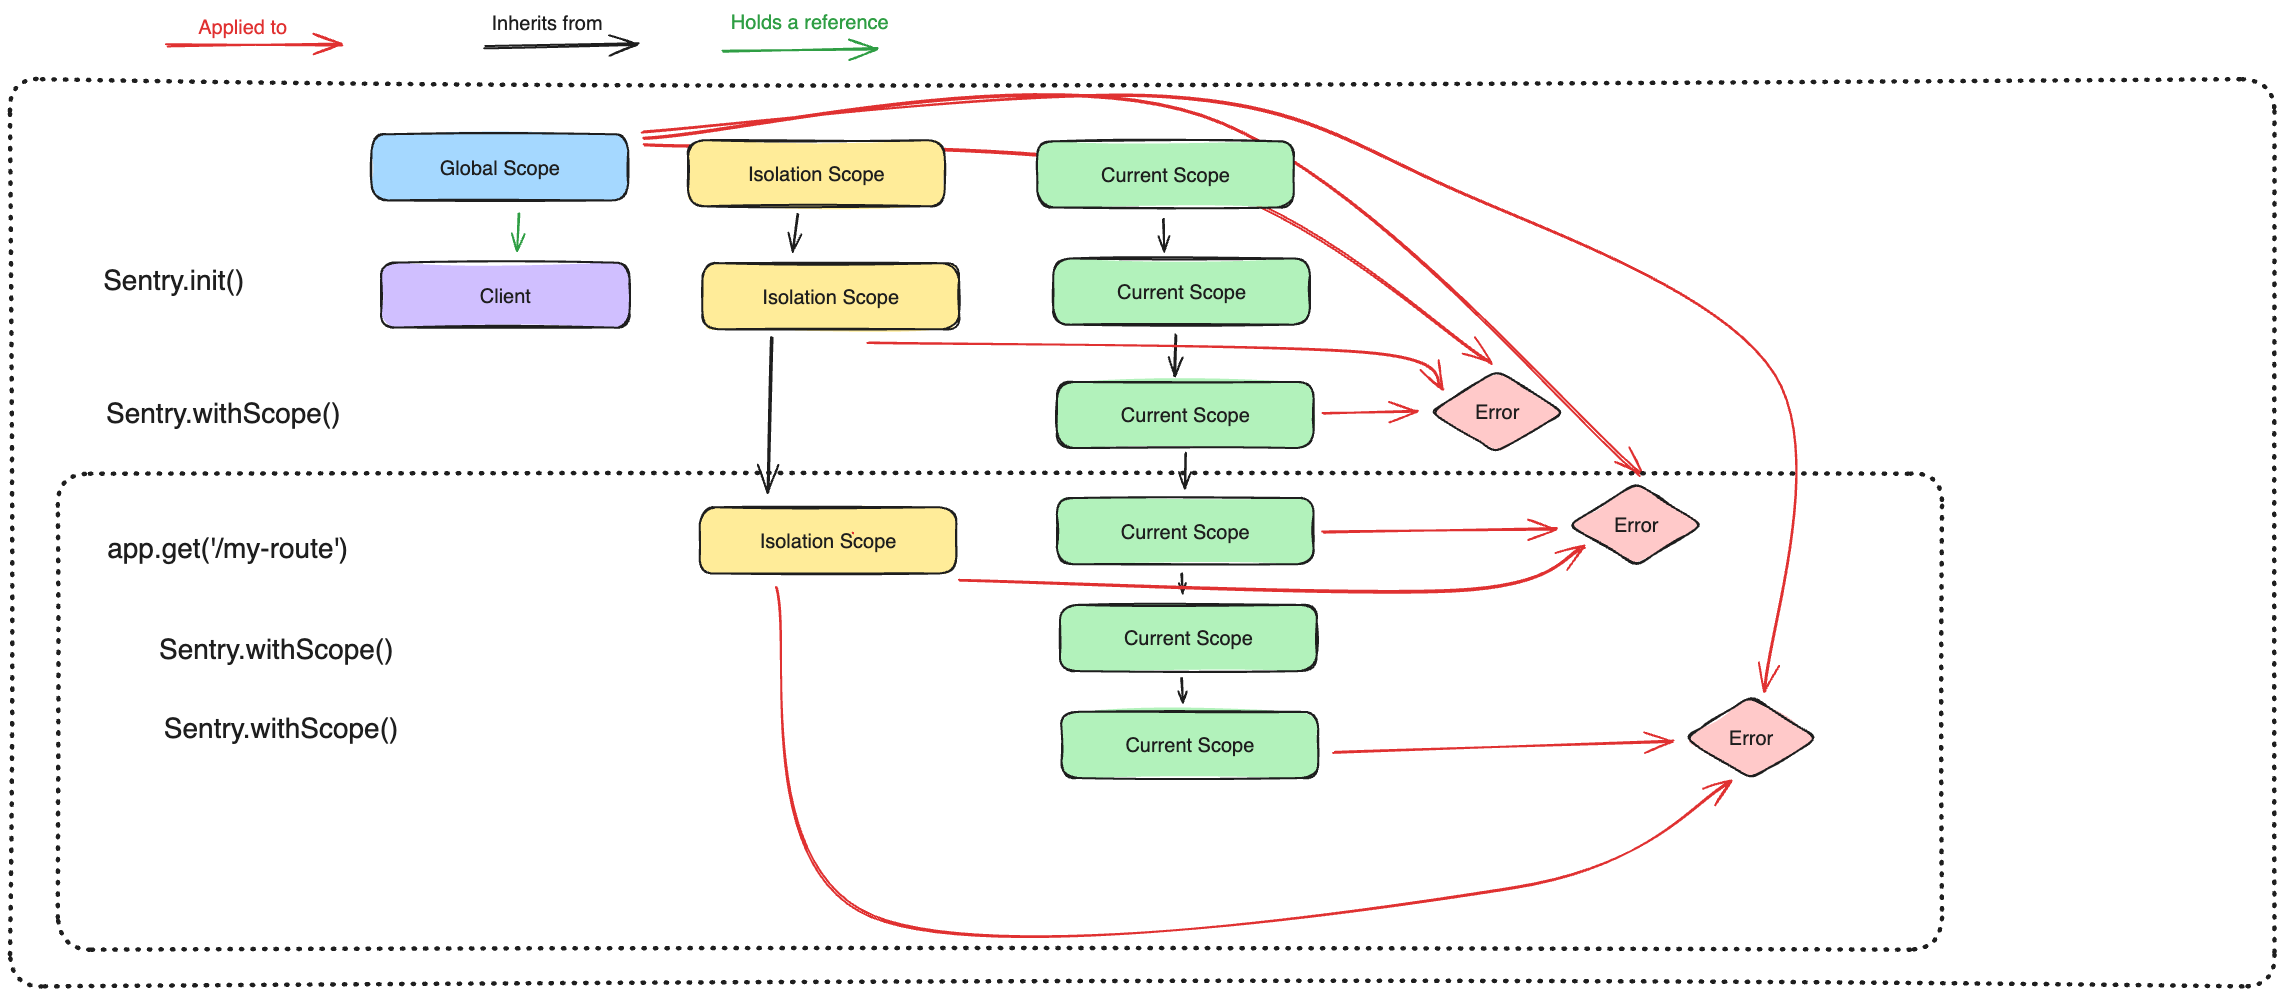 Applied to
Inherits from
Holds a reference
Global Scope
Isolation Scope
Current Scope
Sentry.init()
Client
Isolation Scope
Current Scope
Sentry.withScope()
Current Scope
Error
app.get('/my-route')
Isolation Scope
Current Scope
Error
Sentry.withScope()
Current Scope
Sentry.withScope()
Current Scope
Error